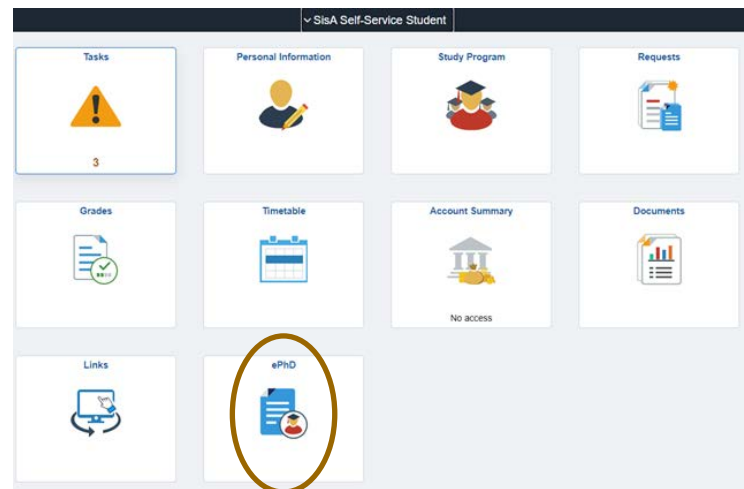 SisA Self-Service Student
Tasks
Personal Information
Study Program
Requests
3
Grades
Timetable
Account Summary
Documents
No access
Links
ePhD